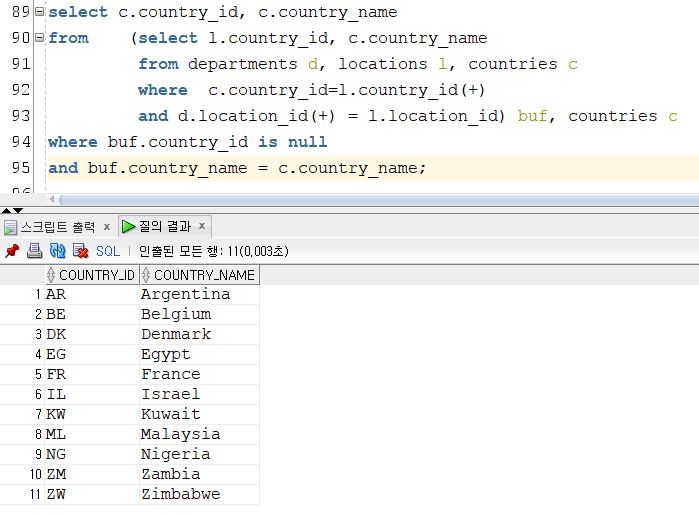 89 select c.country_id, c.country_name
90 from    (select l.country_id, c.country_name
91          from departments d, locations l, countries c
92          where  c.country_id=l.country_id(+)
93          and d.location_id(+) = l.location_id) buf, countries c
94 where buf.country_id is null
95 and buf.country_name = c.country_name;
스크립트 출력 x 질의 결과 x
SQL | 인출된 모든 행: 11(0,003초)
COUNTRY_ID COUNTRY_NAME
1 AR Argentina
2 BE Belgium
3 DK Denmark
4 EG Egypt
5 FR France
6 IL Israel
7 KW Kuwait
8 ML Malaysia
9 NG Nigeria
10 ZM Zambia
11 ZW Zimbabwe